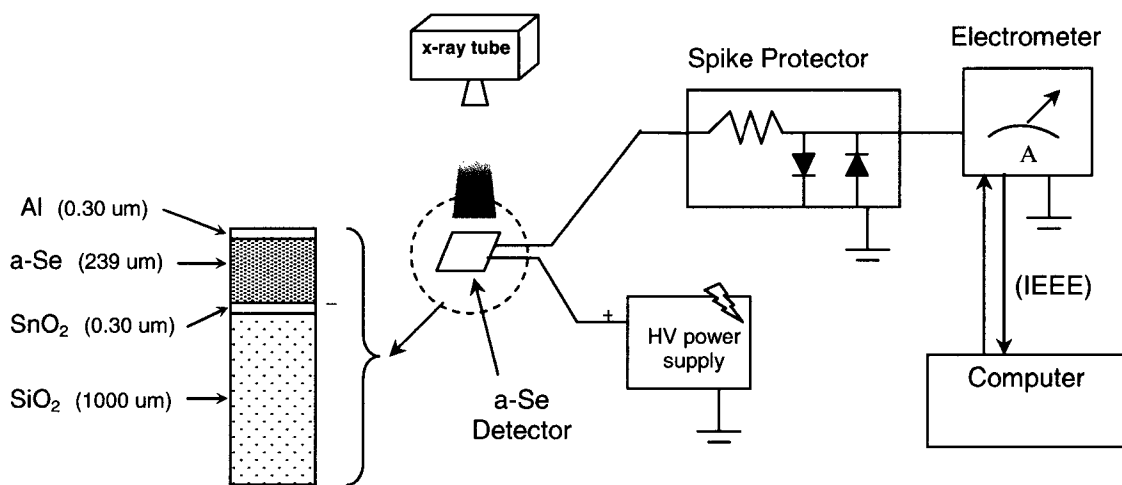 x-ray tube
Electrometer
Spike Protector
A
Al (0.30 um)
a-Se (239 um)
SnO₂ (0.30 um)
SiO₂ (1000 um)
−
+
HV power
supply
(IEEE)
Computer
a-Se
Detector